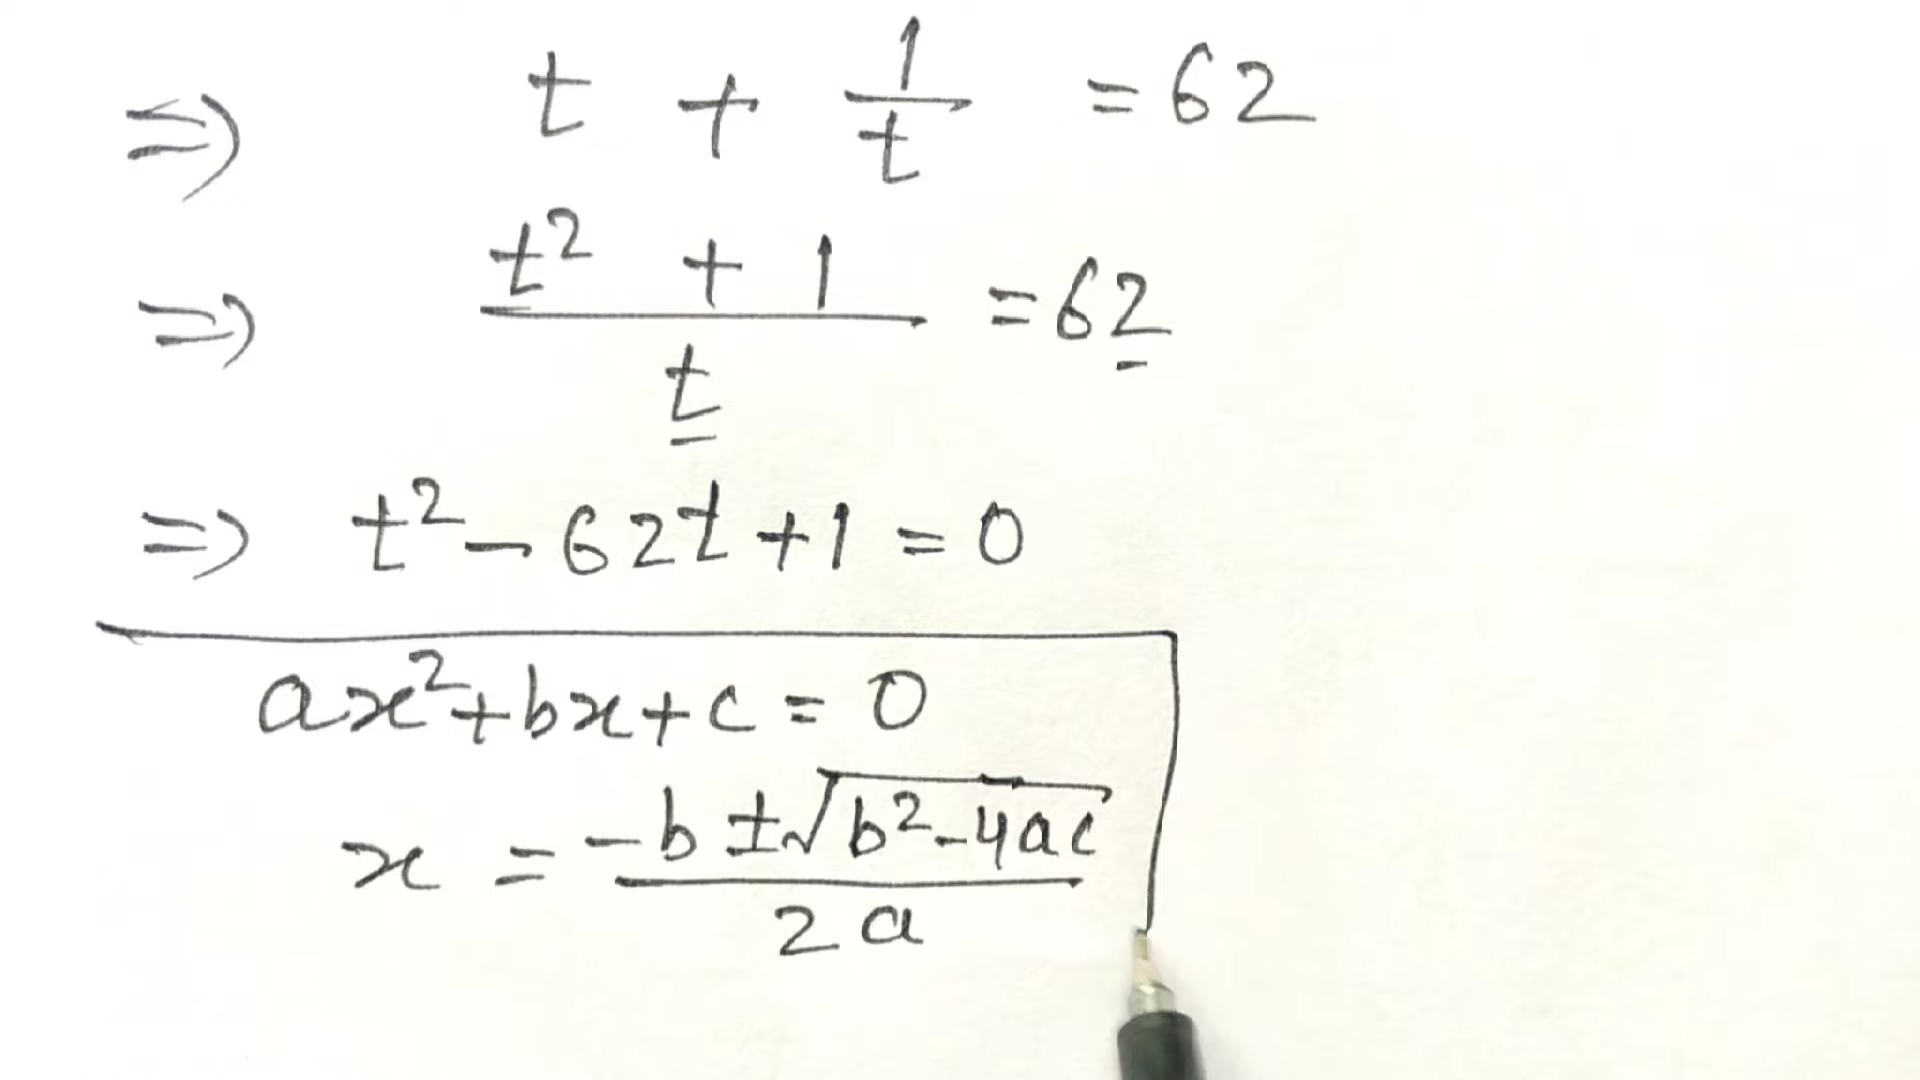 ⇒ t + 1/t = 62
⇒ t² + 1 / t = 62
⇒ t² - 62t + 1 = 0
ax² + bx + c = 0
x = -b ± √b² - 4ac / 2a